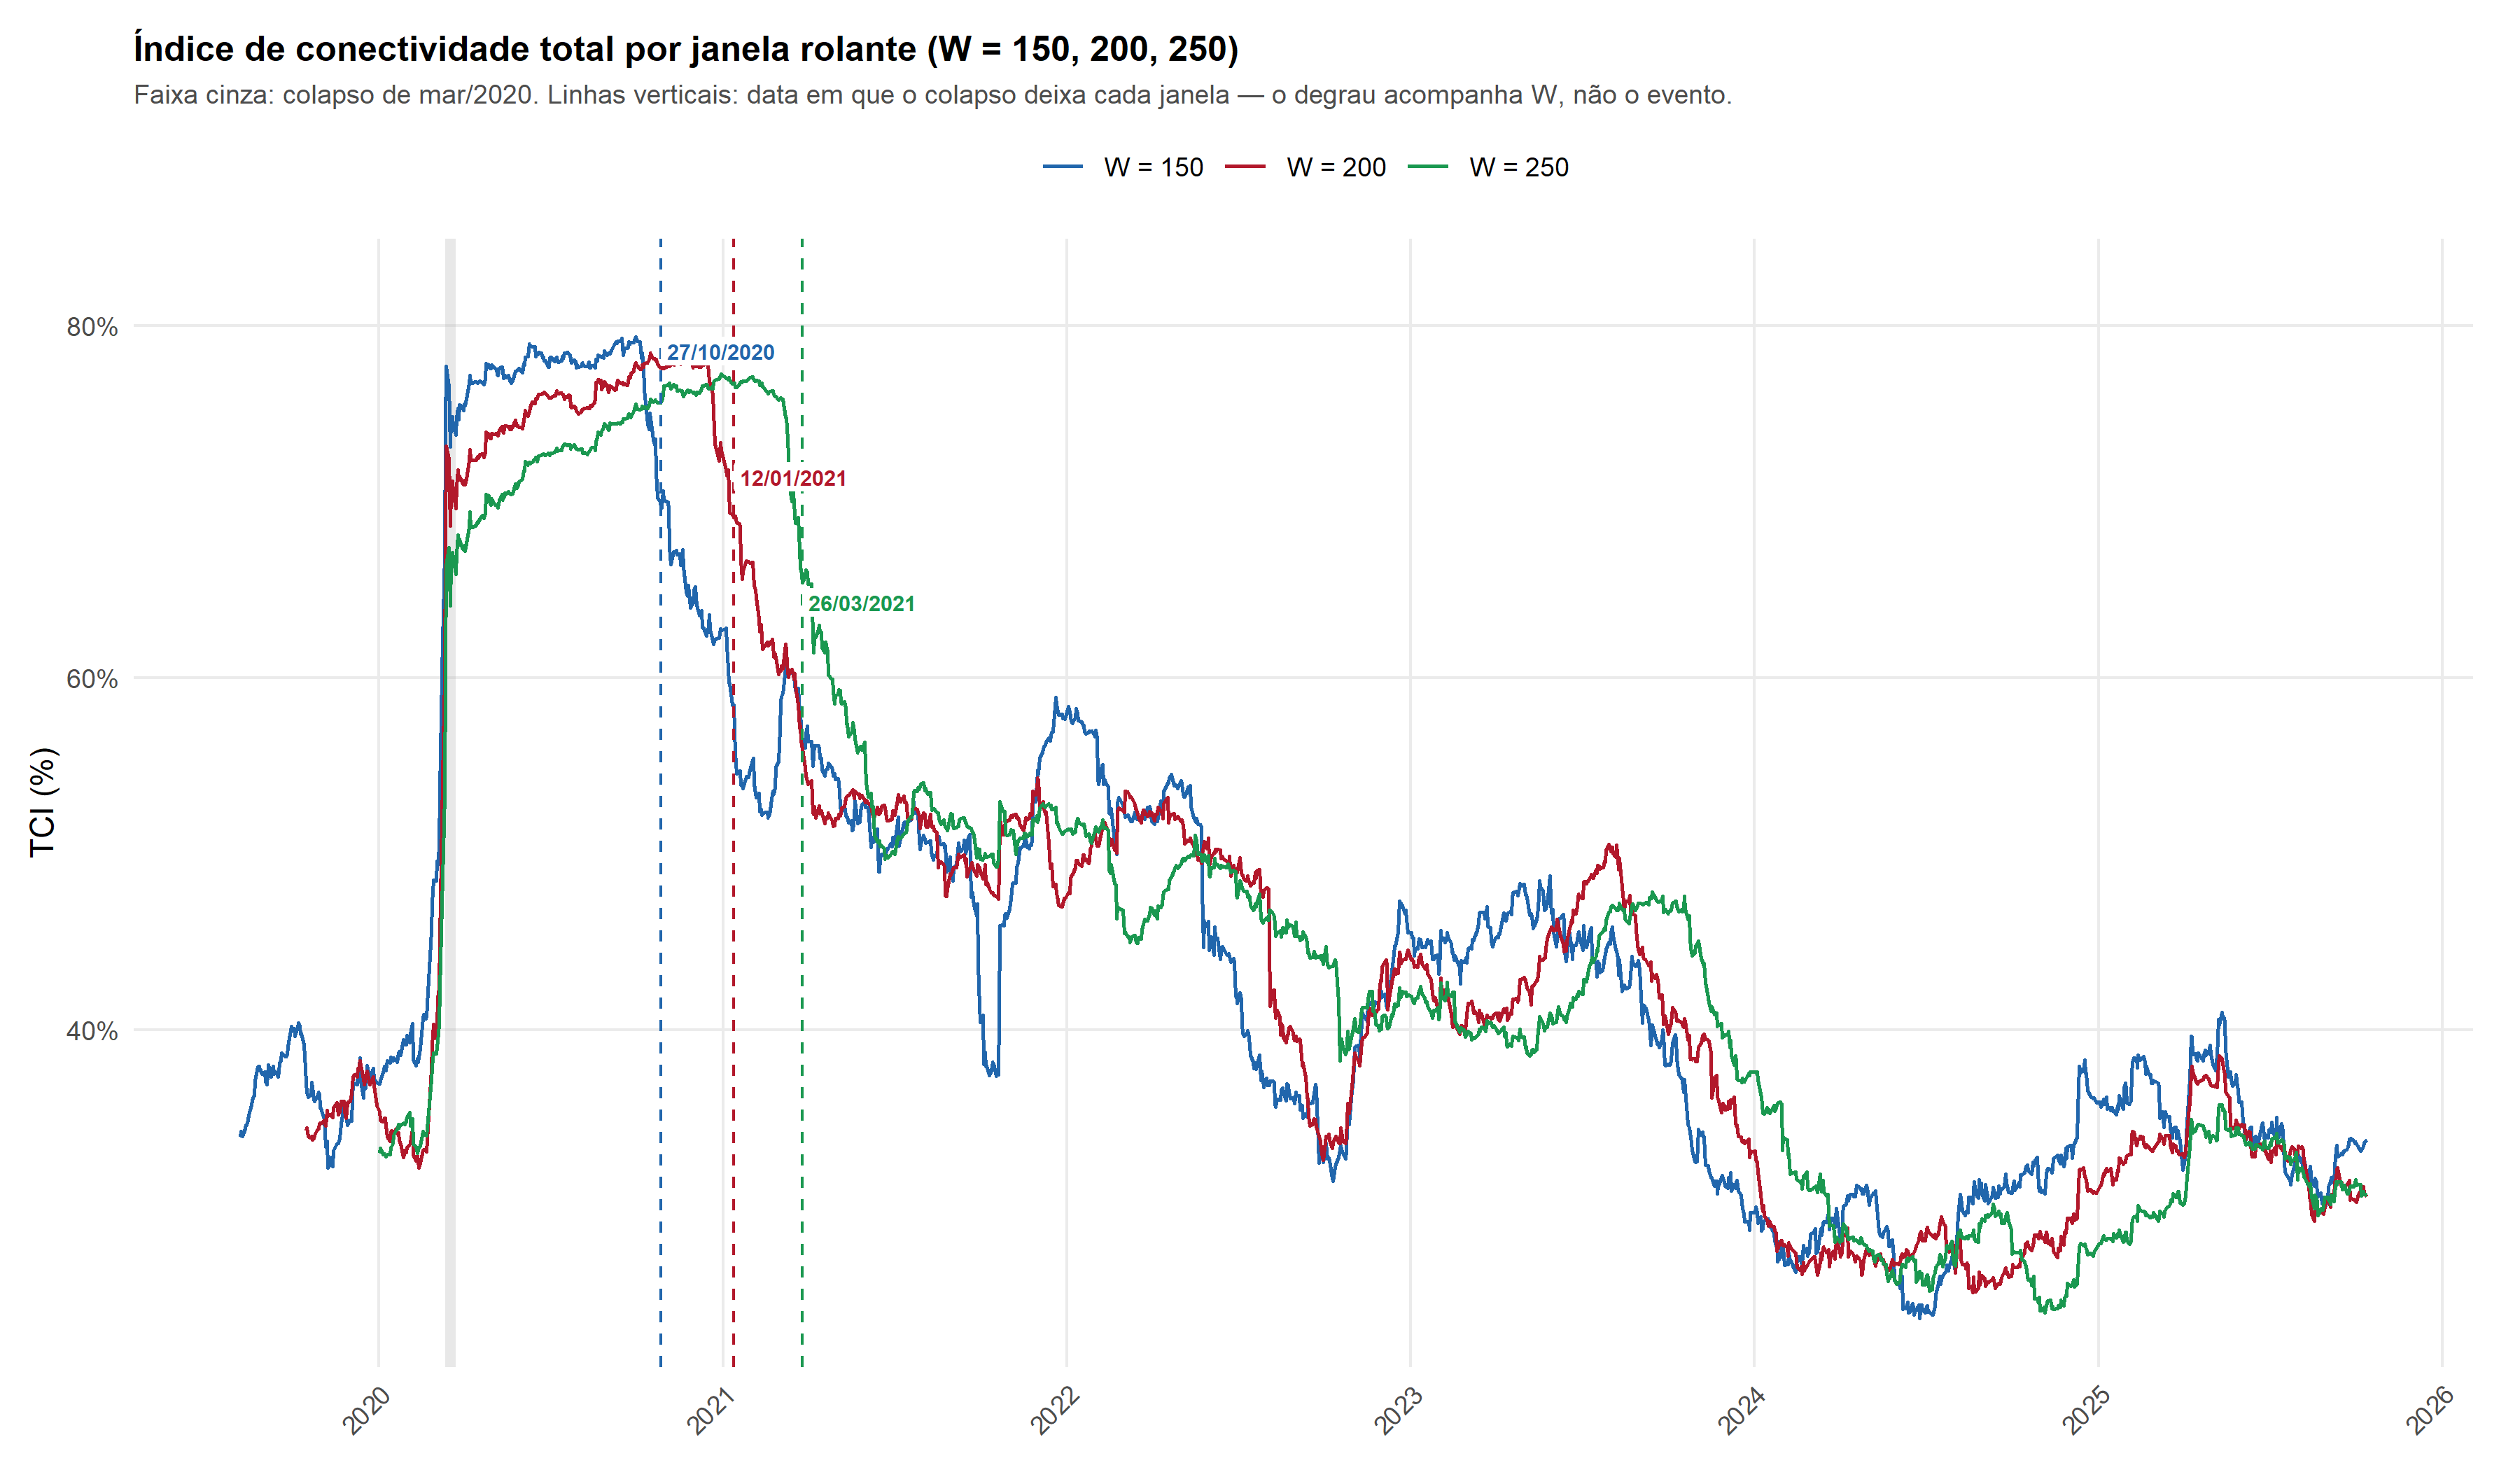 Índice de conectividade total por janela rolante (W = 150, 200, 250)
Faixa cinza: colapso de mar/2020. Linhas verticais: data em que o colapso deixa cada janela — o degrau acompanha W, não o evento.
W = 150 W = 200 W = 250
80%
27/10/2020
12/01/2021
26/03/2021
60%
TCI (%)
40%
2020 2021 2022 2023 2024 2025 2026